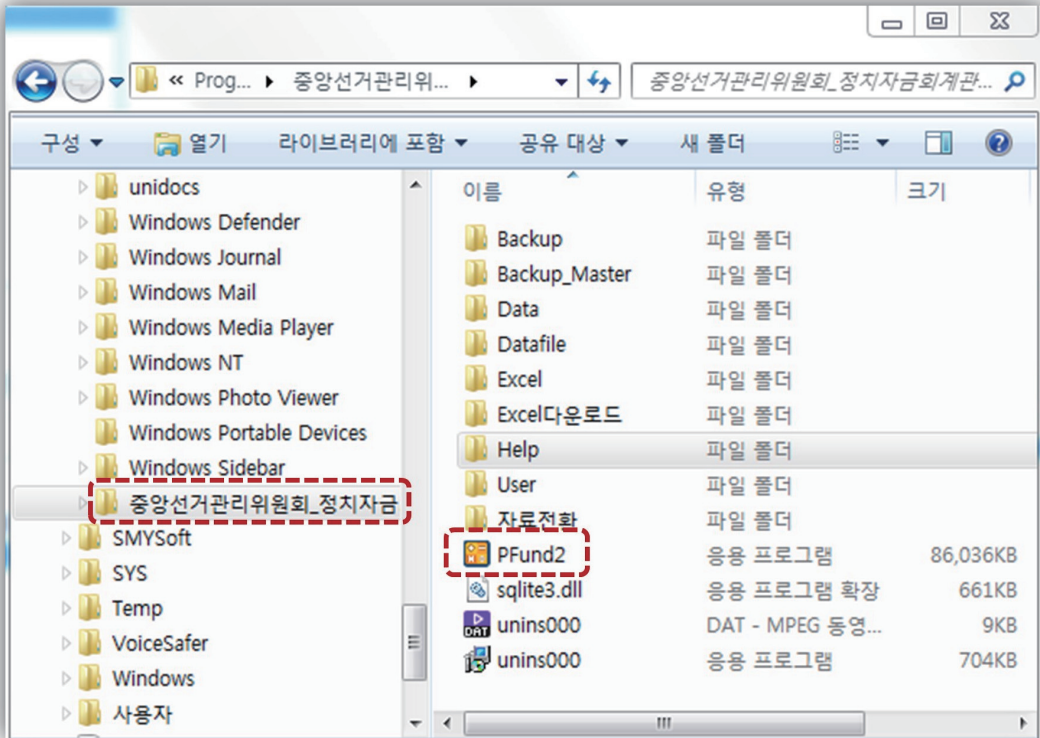 « Prog... ▸ 중앙선거관리위... ▸ 중앙선거관리위원회_정치자금회계관...
구성 열기 라이브러리에 포함 공유 대상 새 폴더
unidocs
Windows Defender
Windows Journal
Windows Mail
Windows Media Player
Windows NT
Windows Photo Viewer
Windows Portable Devices
Windows Sidebar
중앙선거관리위원회_정치자금
SMYSoft
SYS
Temp
VoiceSafer
Windows
사용자
이름 유형 크기
Backup 파일 폴더
Backup_Master 파일 폴더
Data 파일 폴더
Datafile 파일 폴더
Excel 파일 폴더
Excel다운로드 파일 폴더
Help 파일 폴더
User 파일 폴더
자료전화 파일 폴더
PFund2 응용 프로그램 86,036KB
sqlite3.dll 응용 프로그램 확장 661KB
unins000 DAT - MPEG 동영... 9KB
unins000 응용 프로그램 704KB